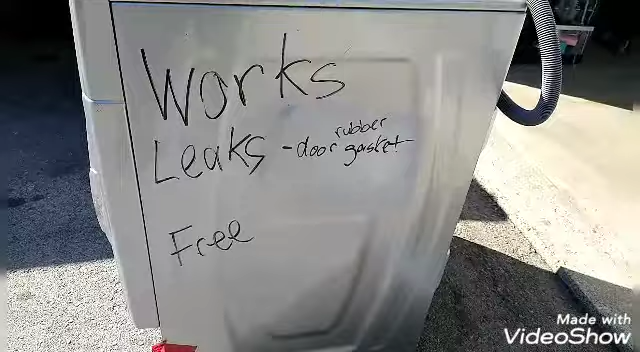 Works
rubber
Leaks - door gasket -
Free
Made with
VideoShow